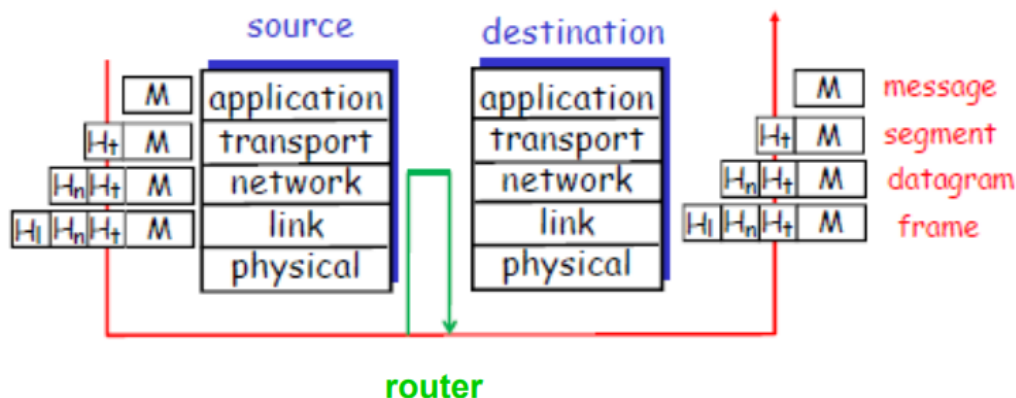 source destination
M application application M message
Ht M transport transport Ht M segment
Hn Ht M network network Hn Ht M datagram
Hl Hn Ht M link link Hl Hn Ht M frame
physical physical
router